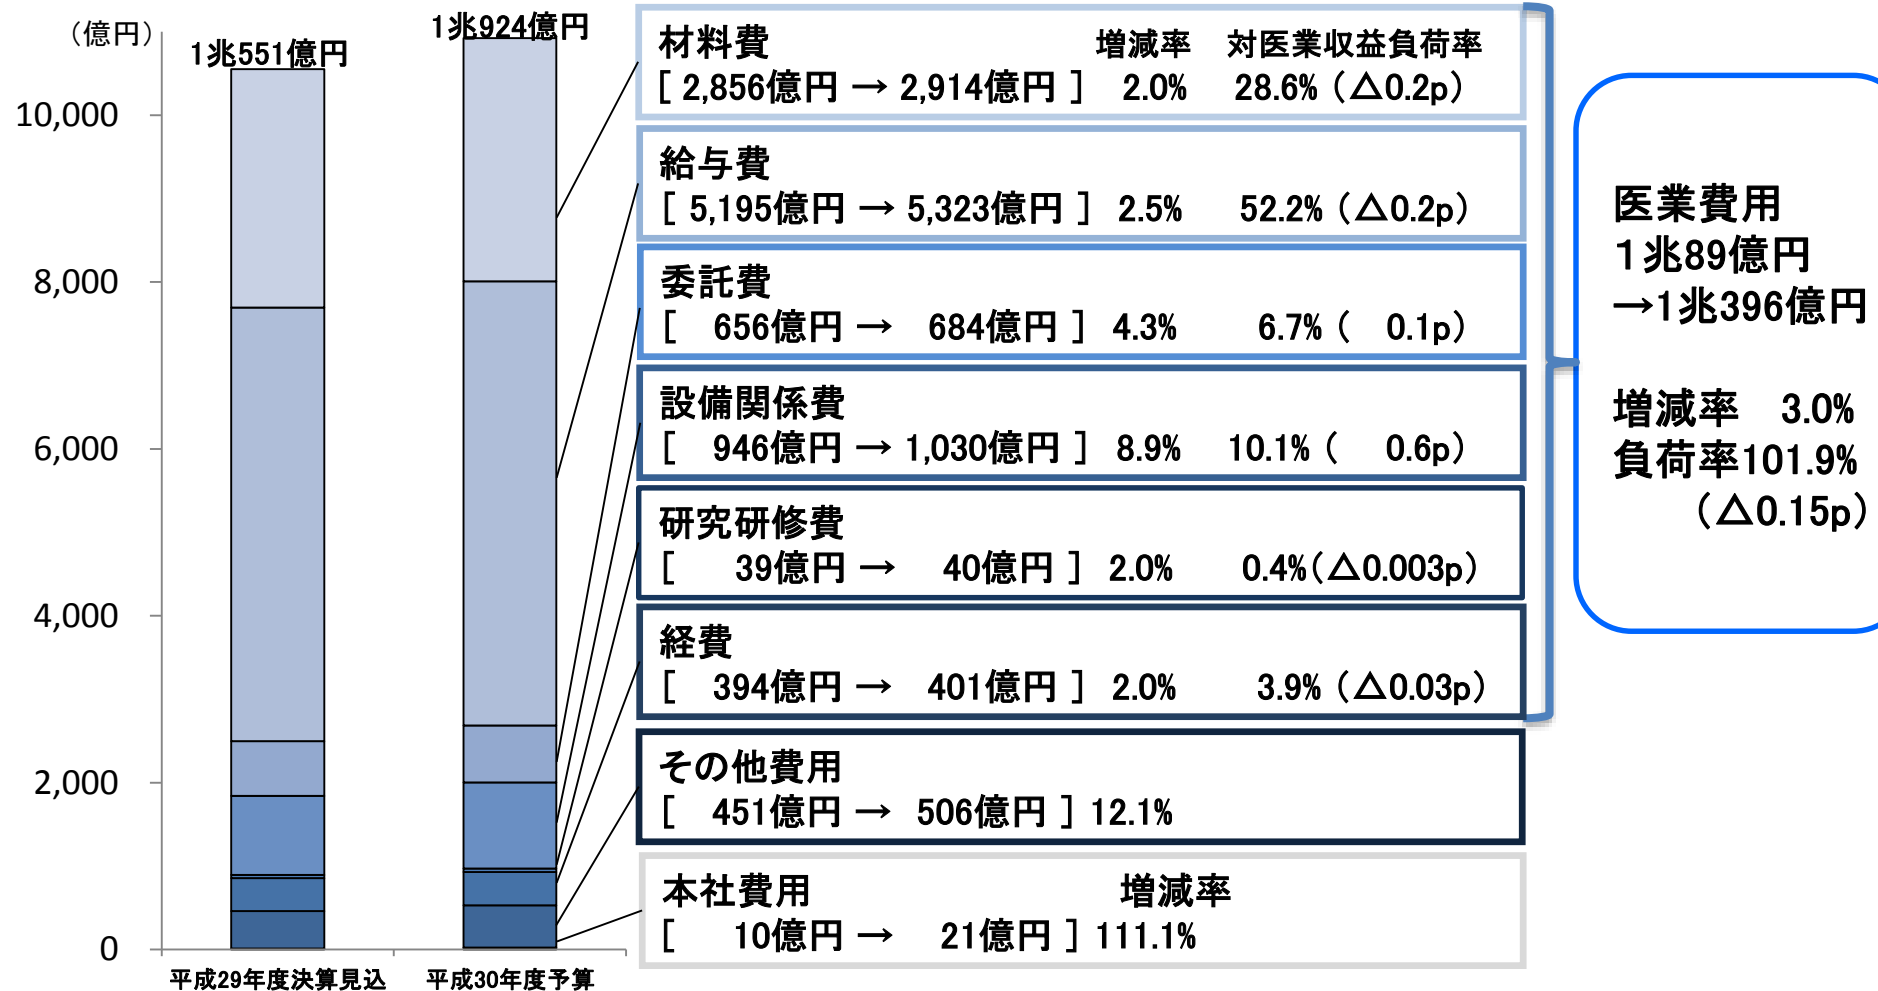 （億円）
1兆551億円
1兆924億円
10,000
8,000
6,000
4,000
2,000
0
平成29年度決算見込
平成30年度予算
材料費 増減率 対医業収益負荷率
[ 2,856億円 → 2,914億円 ] 2.0% 28.6% (△0.2p)
給与費
[ 5,195億円 → 5,323億円 ] 2.5% 52.2% (△0.2p)
委託費
[ 656億円 → 684億円 ] 4.3% 6.7% ( 0.1p)
設備関係費
[ 946億円 → 1,030億円 ] 8.9% 10.1% ( 0.6p)
研究研修費
[ 39億円 → 40億円 ] 2.0% 0.4%(△0.003p)
経費
[ 394億円 → 401億円 ] 2.0% 3.9% (△0.03p)
その他費用
[ 451億円 → 506億円 ] 12.1%
本社費用 増減率
[ 10億円 → 21億円 ] 111.1%
医業費用
1兆89億円
→1兆396億円
増減率 3.0%
負荷率101.9%
(△0.15p)